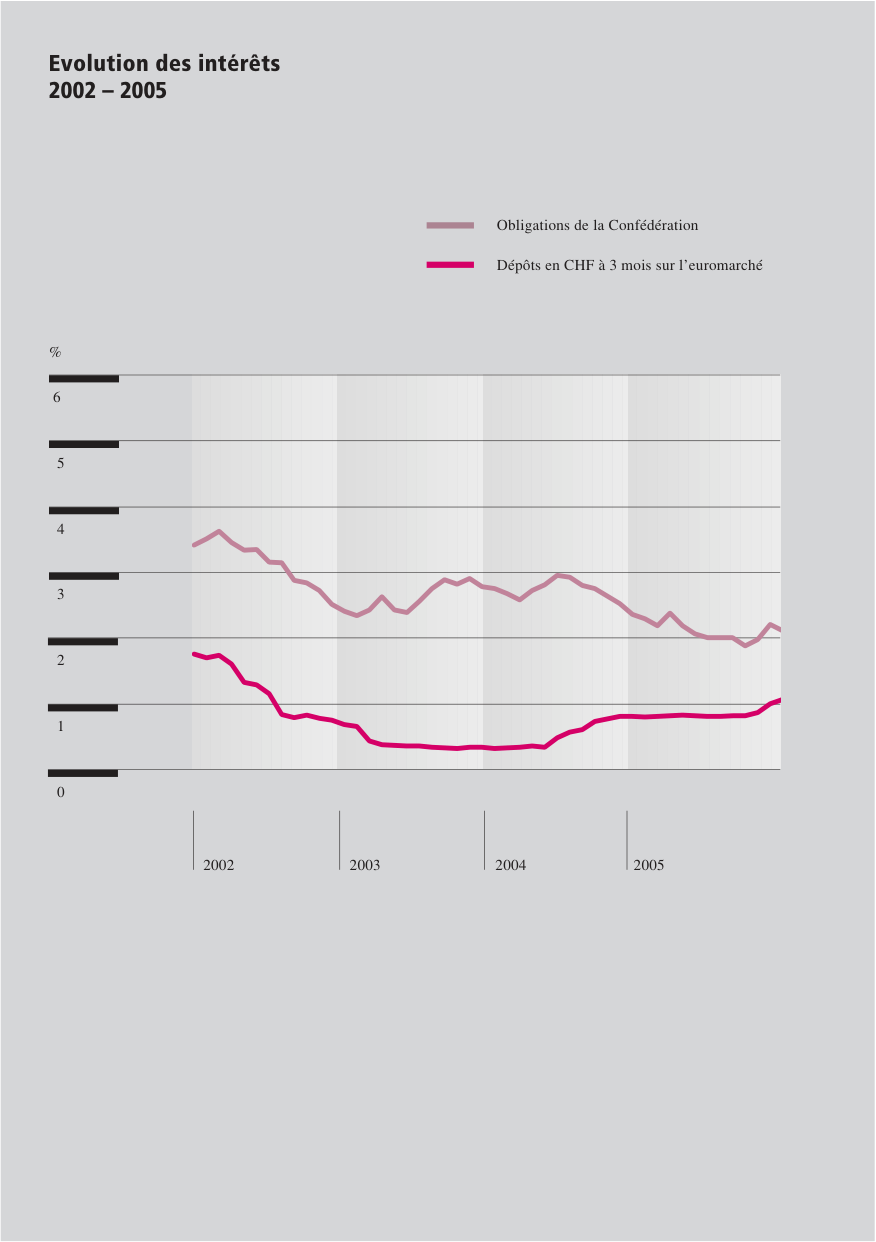 Evolution des intérêts
2002 – 2005
Obligations de la Confédération
Dépôts en CHF à 3 mois sur l’euromarché
%
6
5
4
3
2
1
0
2002 2003 2004 2005